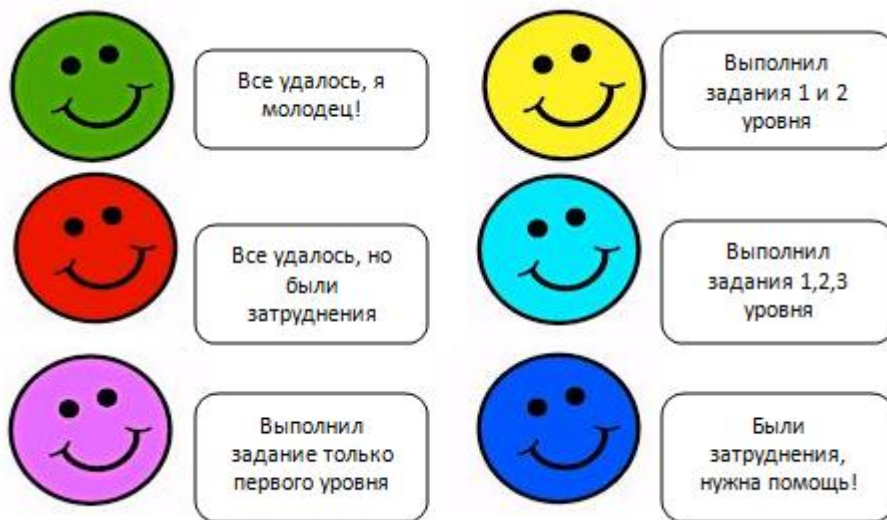 Все удалось, я
молодец!
Выполнил
задания 1 и 2
уровня
Все удалось, но
были
затруднения
Выполнил
задания 1,2,3
уровня
Выполнил
задание только
первого уровня
Были
затруднения,
нужна помощь!